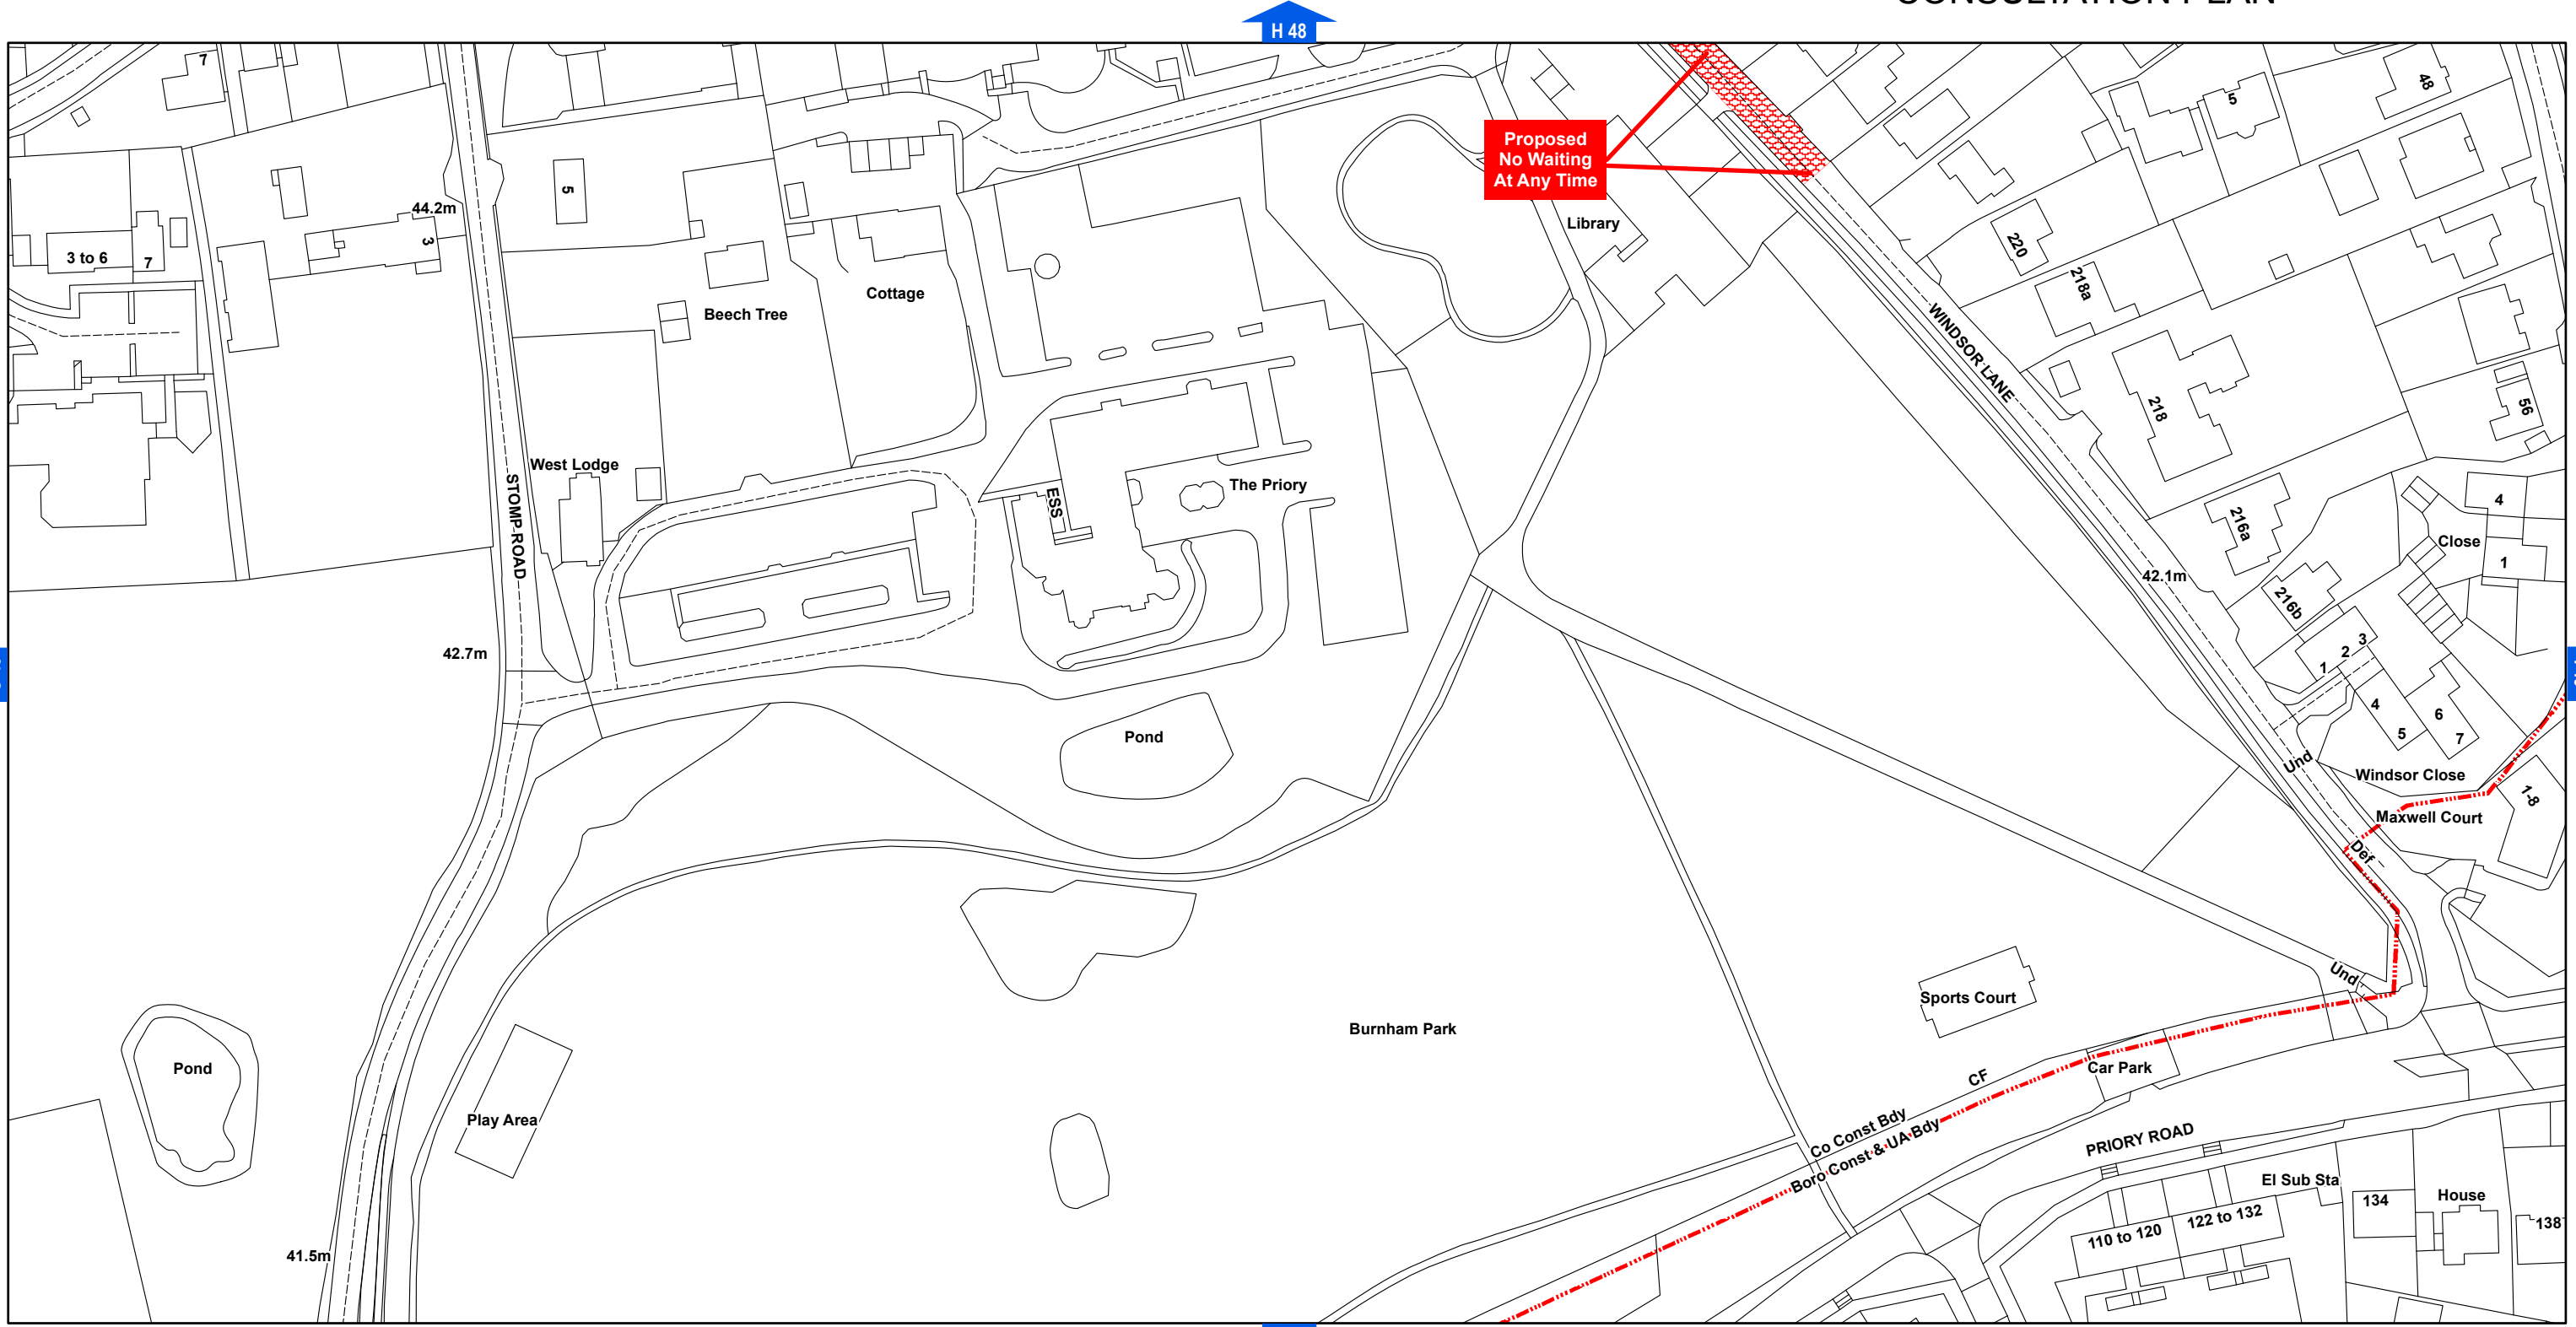 CONSULTATION PLAN
H 48
7
48
5
Proposed
No Waiting
At Any Time
5
44.2m
3
Library
220
3 to 6
7
218a
Cottage
Beech Tree
WINDSOR LANE
218
56
West Lodge
STOMP ROAD
ESS
The Priory
4
216a
Close
1
42.1m
216b
42.7m
3
2
1
4
6
5
7
Pond
Und
Windsor Close
1-8
Maxwell Court
Def
Und
Sports Court
Burnham Park
Pond
Car Park
CF
Play Area
Co Const Bdy
Boro Const & UA Bdy
PRIORY ROAD
El Sub Sta
134
House
122 to 132
138
110 to 120
41.5m